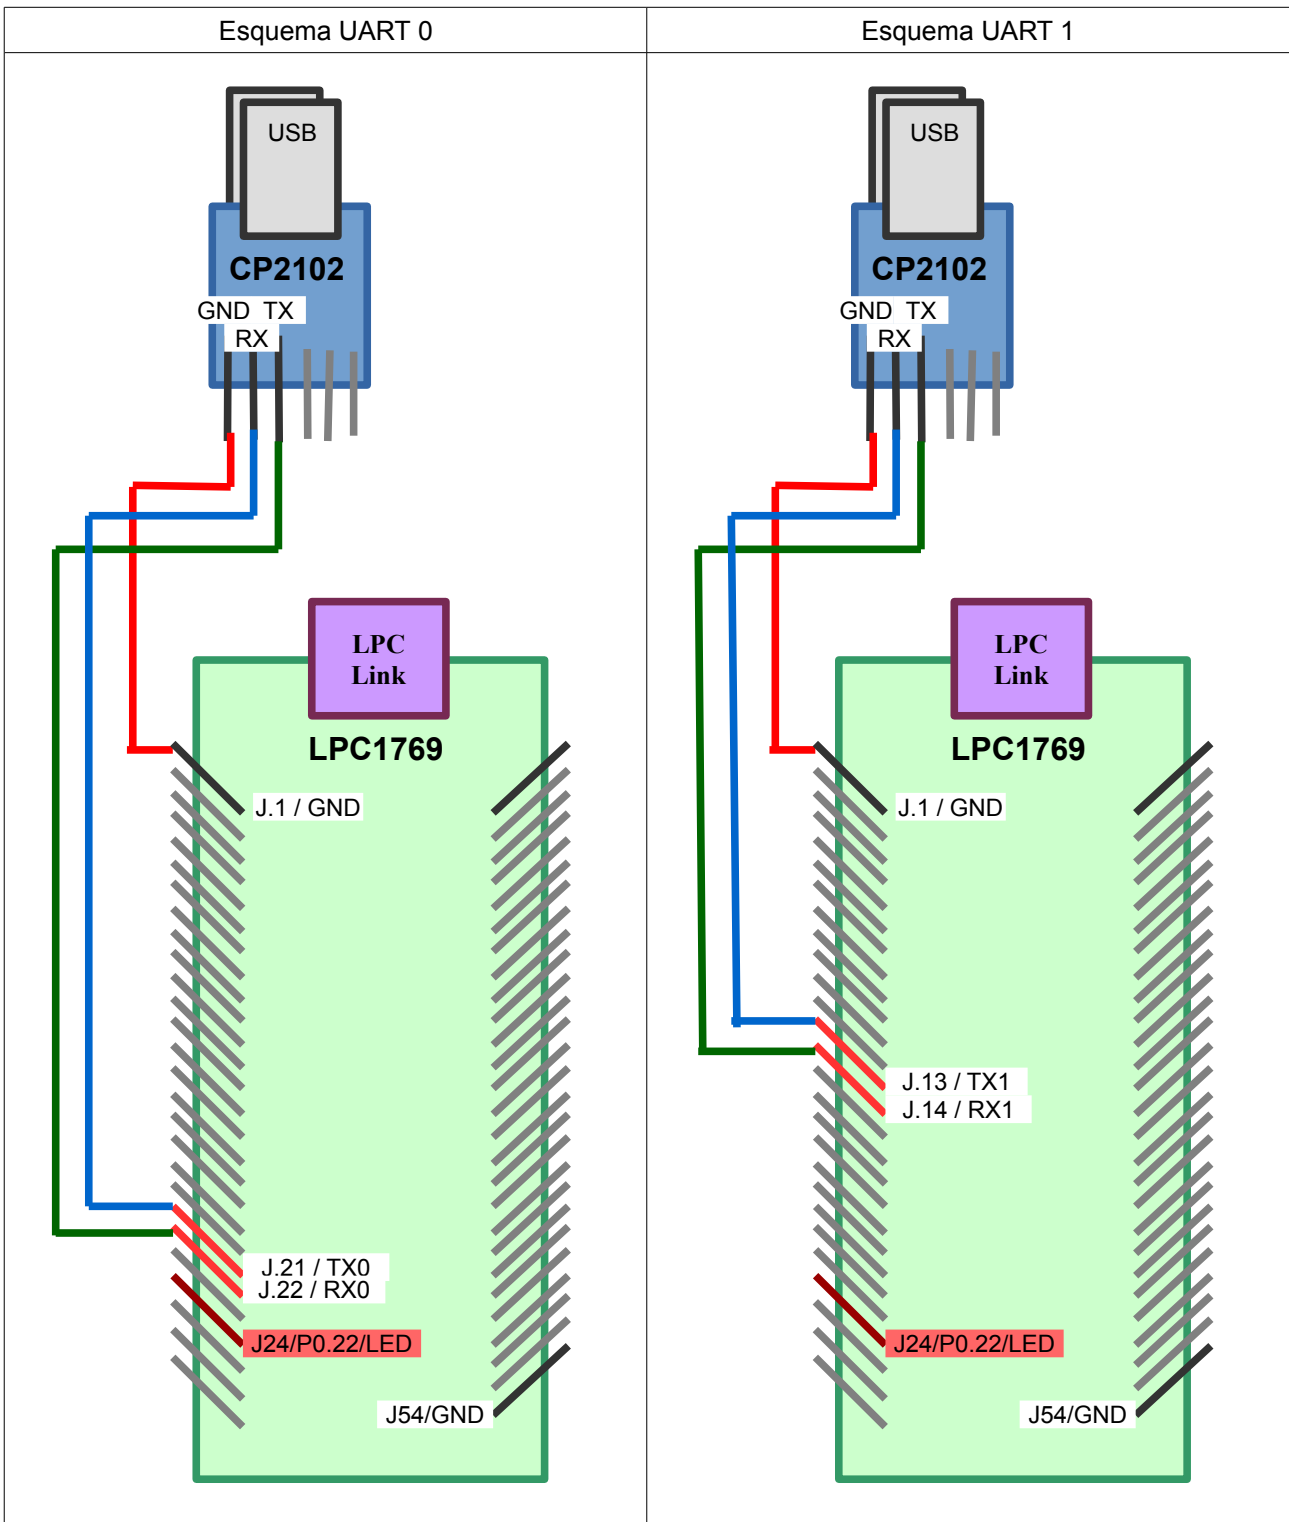 Esquema UART 0
USB
CP2102
GND TX
RX
LPC
Link
LPC1769
J.1 / GND
J.21 / TX0
J.22 / RX0
J24/P0.22/LED
J54/GND
Esquema UART 1
USB
CP2102
GND TX
RX
LPC
Link
LPC1769
J.1 / GND
J.13 / TX1
J.14 / RX1
J24/P0.22/LED
J54/GND